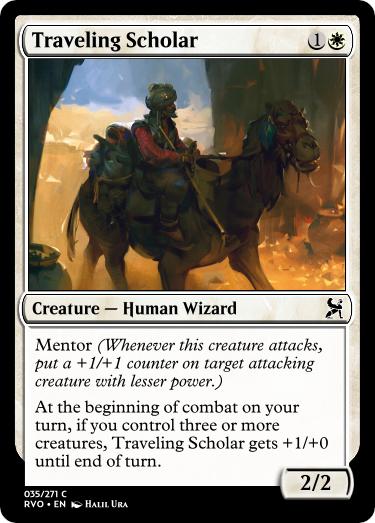 Traveling Scholar 1
Creature — Human Wizard
Mentor (Whenever this creature attacks,
put a +1/+1 counter on target attacking
creature with lesser power.)
At the beginning of combat on your
turn, if you control three or more
creatures, Traveling Scholar gets +1/+0
until end of turn.
2/2
035/271 C
RVO • EN Halil Ura